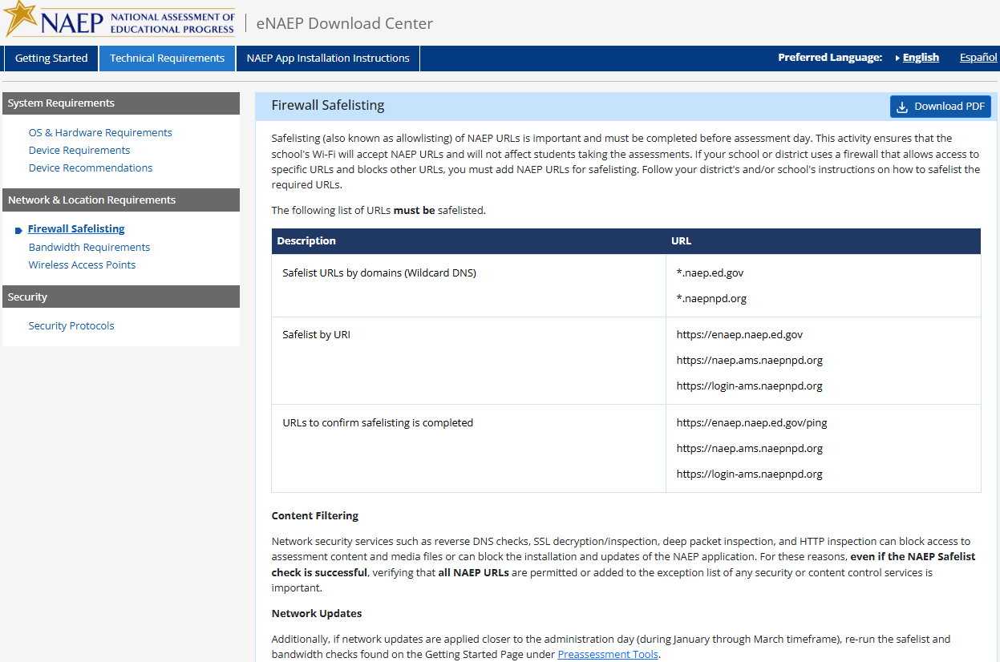 NAEP NATIONAL ASSESSMENT OF EDUCATIONAL PROGRESS
eNAEP Download Center
Getting Started
Technical Requirements
NAEP App Installation Instructions
Preferred Language:
English
Español
System Requirements
OS & Hardware Requirements
Device Requirements
Device Recommendations
Network & Location Requirements
Firewall Safelisting
Bandwidth Requirements
Wireless Access Points
Security
Security Protocols
Firewall Safelisting
Download PDF
Safelisting (also known as allowlisting) of NAEP URLs is important and must be completed before assessment day. This activity ensures that the
school's Wi-Fi will accept NAEP URLs and will not affect students taking the assessments. If your school or district uses a firewall that allows access to
specific URLs and blocks other URLs, you must add NAEP URLs for safelisting. Follow your district's and/or school's instructions on how to safelist the
required URLs.
The following list of URLs must be safelisted.
Description
URL
Safelist URLs by domains (Wildcard DNS)
*.naep.ed.gov
*.naepnpd.org
Safelist by URI
https://enaep.naep.ed.gov
https://naep.ams.naepnpd.org
https://login-ams.naepnpd.org
URLs to confirm safelisting is completed
https://enaep.naep.ed.gov/ping
https://naep.ams.naepnpd.org
https://login-ams.naepnpd.org
Content Filtering
Network security services such as reverse DNS checks, SSL decryption/inspection, deep packet inspection, and HTTP inspection can block access to
assessment content and media files or can block the installation and updates of the NAEP application. For these reasons, even if the NAEP Safelist
check is successful, verifying that all NAEP URLs are permitted or added to the exception list of any security or content control services is
important.
Network Updates
Additionally, if network updates are applied closer to the administration day (during January through March timeframe), re-run the safelist and
bandwidth checks found on the Getting Started Page under Preassessment Tools.